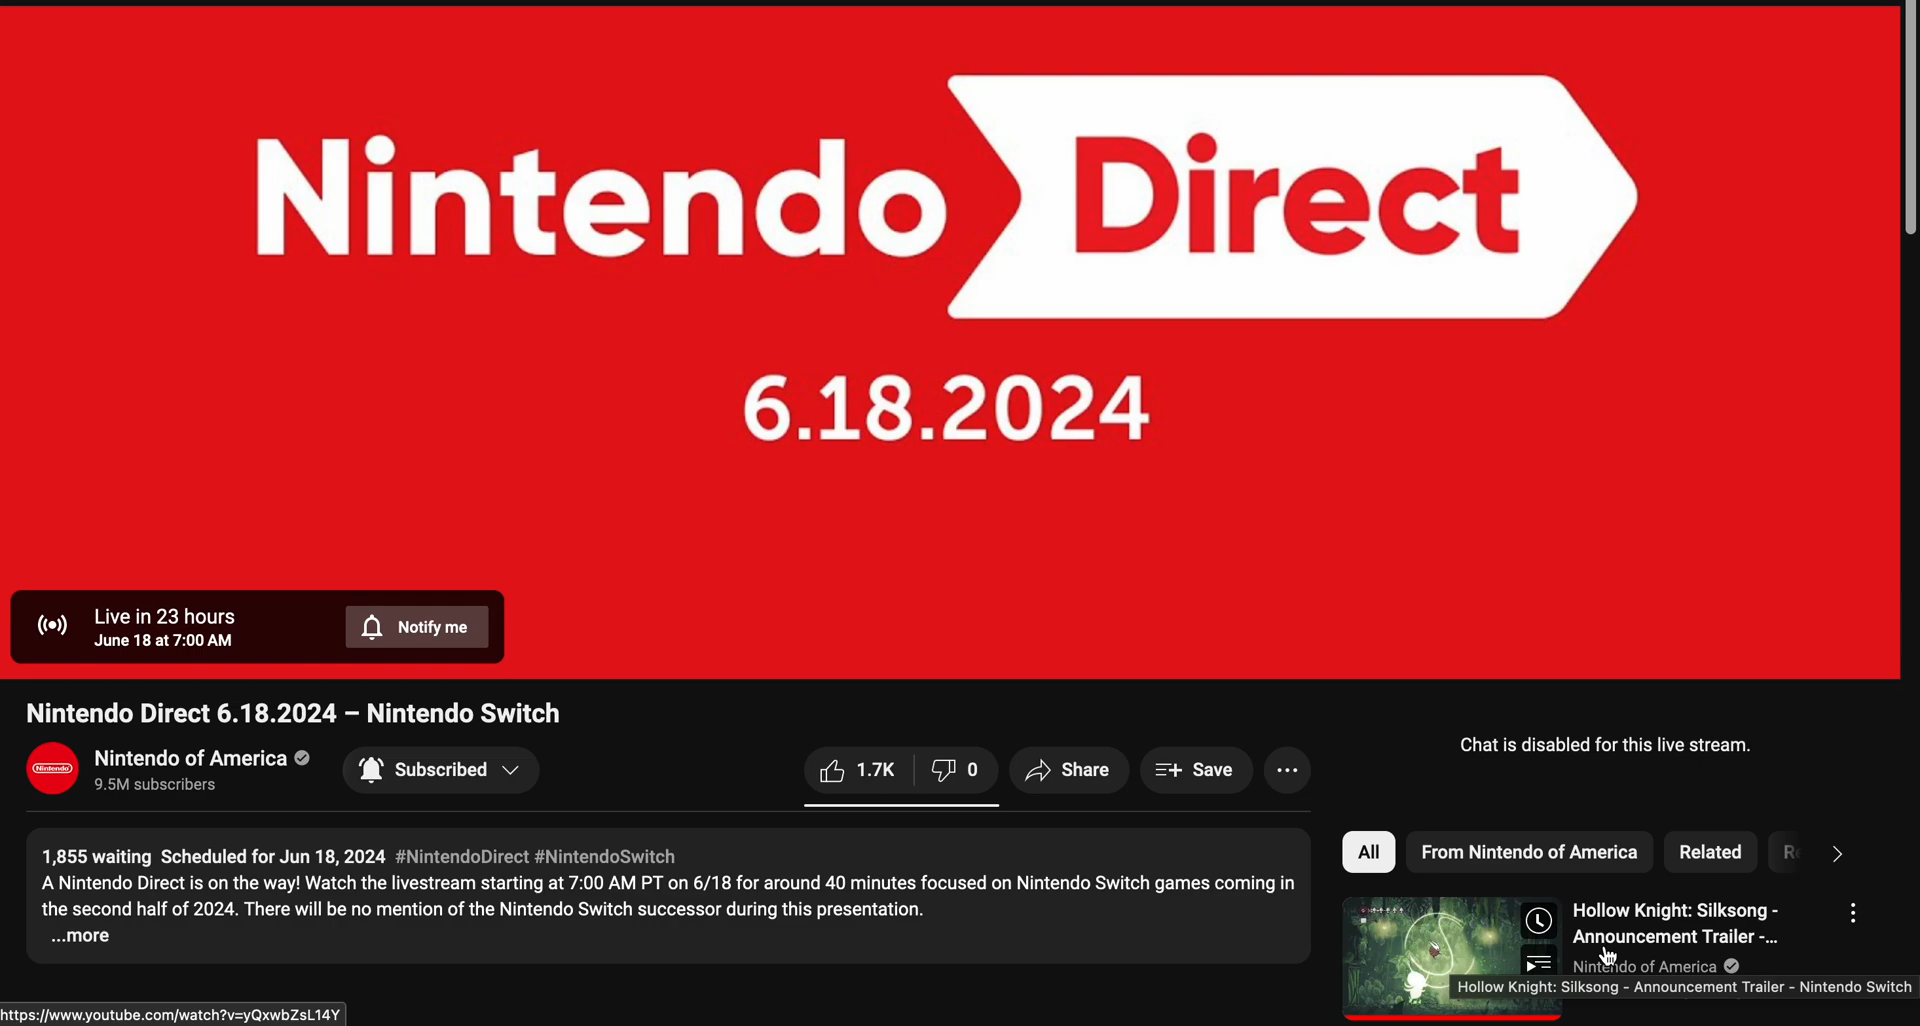 Nintendo Direct
6.18.2024
Live in 23 hours
June 18 at 7:00 AM
Notify me
Nintendo Direct 6.18.2024 – Nintendo Switch
Nintendo
Nintendo of America
9.5M subscribers
Subscribed
1.7K
0
Share
Save
Chat is disabled for this live stream.
1,855 waiting Scheduled for Jun 18, 2024 #NintendoDirect #NintendoSwitch
A Nintendo Direct is on the way! Watch the livestream starting at 7:00 AM PT on 6/18 for around 40 minutes focused on Nintendo Switch games coming in
the second half of 2024. There will be no mention of the Nintendo Switch successor during this presentation.
...more
All
From Nintendo of America
Related
Hollow Knight: Silksong -
Announcement Trailer -...
Nintendo of America
Hollow Knight: Silksong - Announcement Trailer - Nintendo Switch
https://www.youtube.com/watch?v=yQxwbZsL14Y